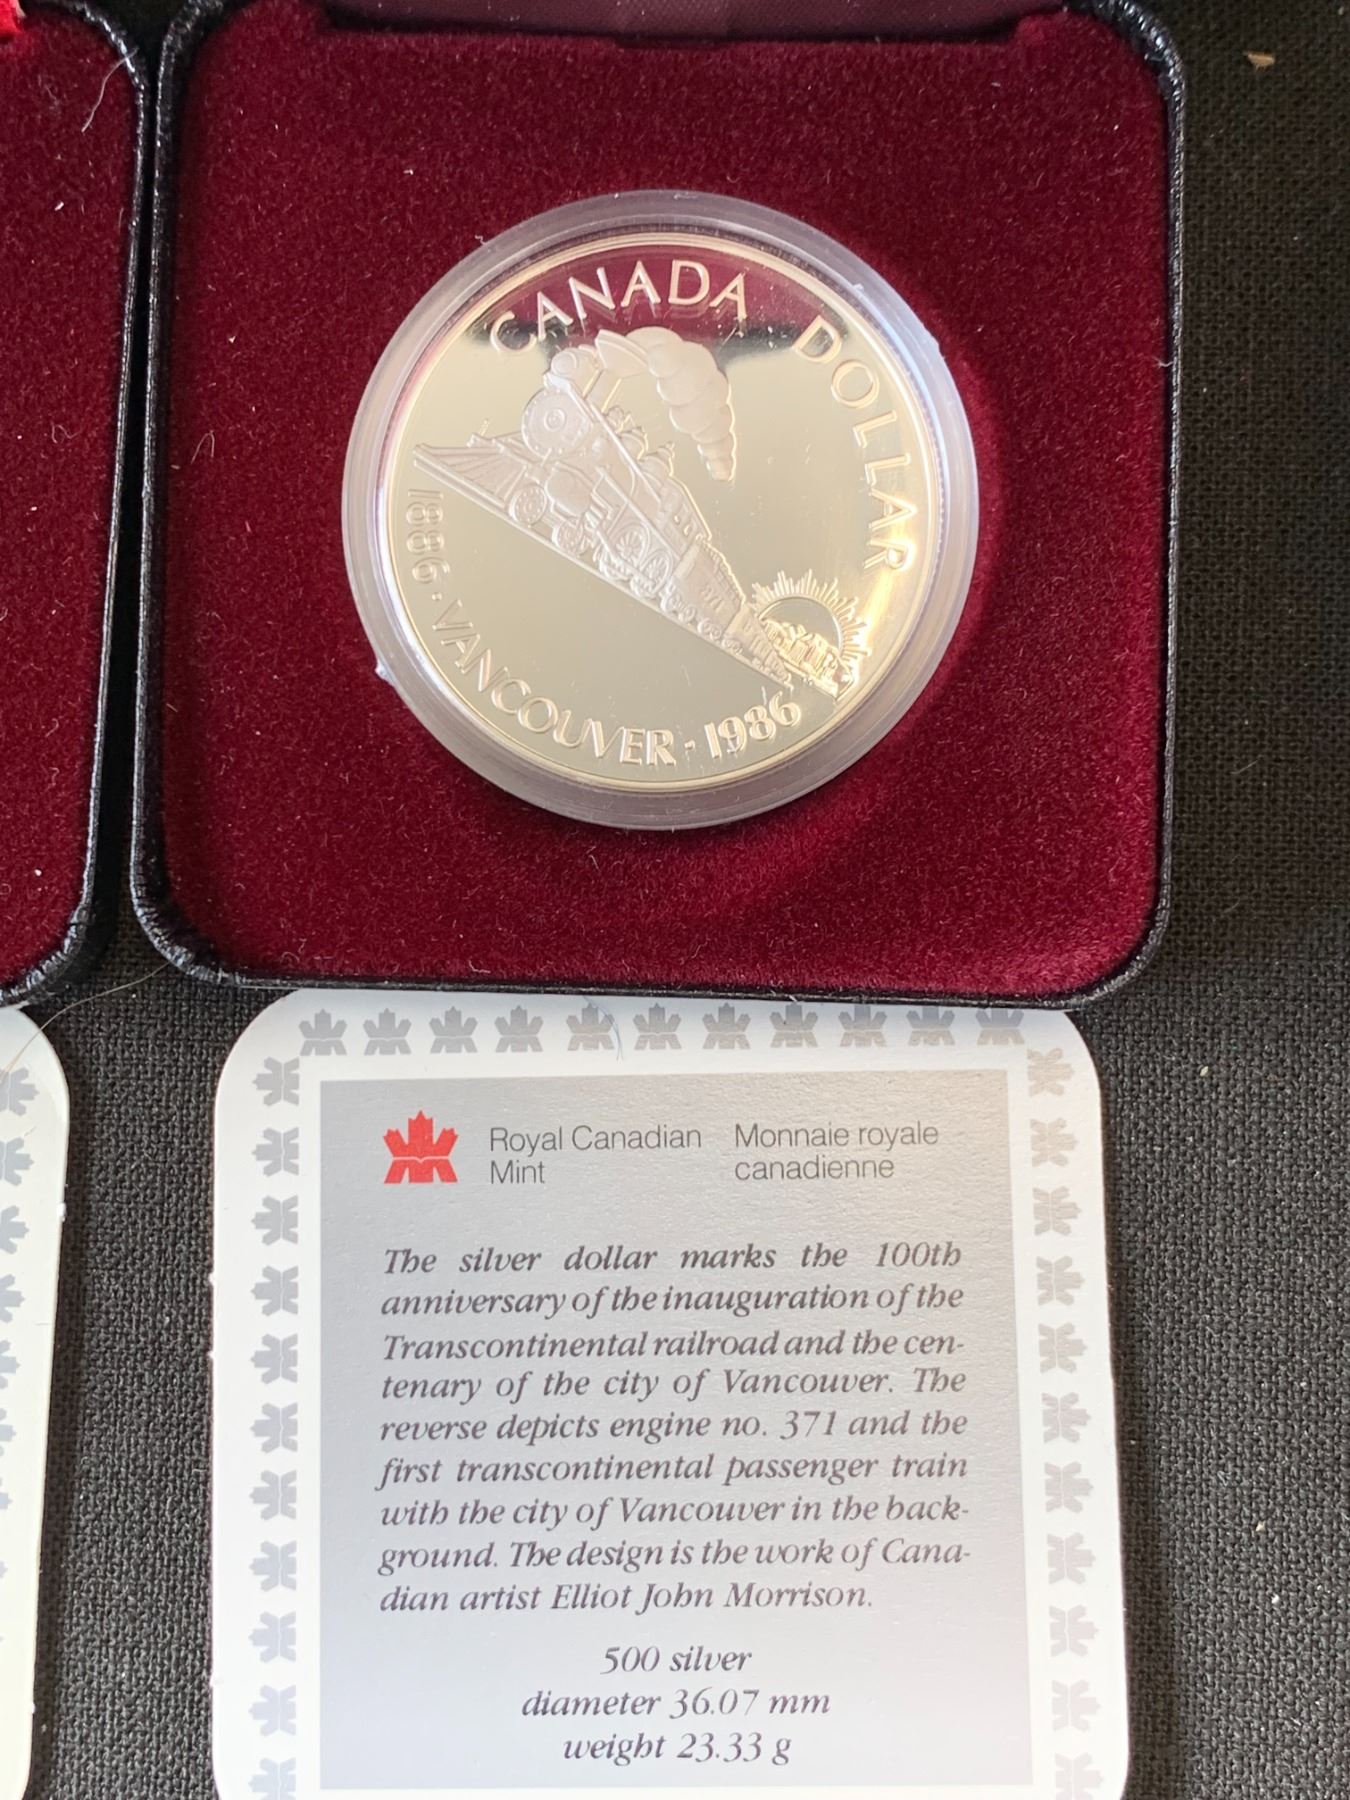 CANADA DOLLAR
1886 · VANCOUVER · 1986
371
Royal Canadian Mint
Monnaie royale canadienne
The silver dollar marks the 100th
anniversary of the inauguration of the
Transcontinental railroad and the cen-
tenary of the city of Vancouver. The
reverse depicts engine no. 371 and the
first transcontinental passenger train
with the city of Vancouver in the back-
ground. The design is the work of Cana-
dian artist Elliot John Morrison.
500 silver
diameter 36.07 mm
weight 23.33 g